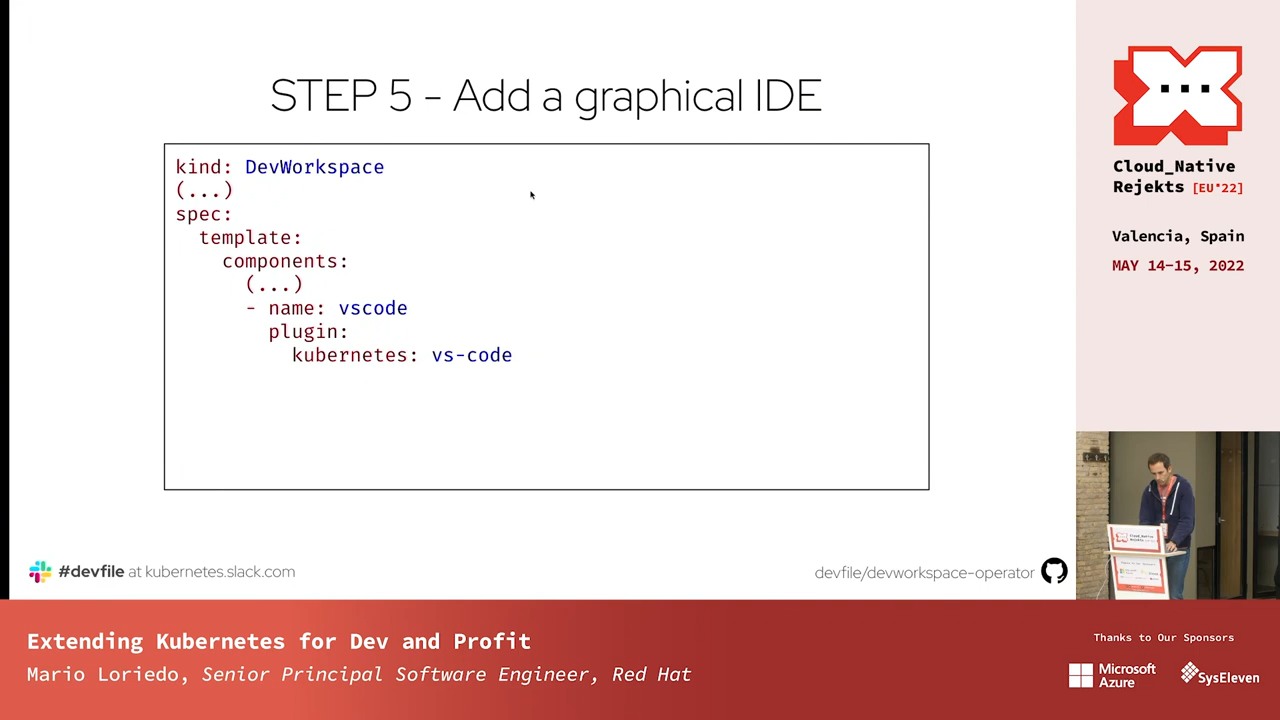 STEP 5 - Add a graphical IDE
kind: DevWorkspace
(...)
spec:
  template:
    components:
      (...)
      - name: vscode
        plugin:
          kubernetes: vs-code
#devfile at kubernetes.slack.com
devfile/devworkspace-operator
Cloud_Native
Rejekts [EU*22]
Valencia, Spain
MAY 14-15, 2022
Extending Kubernetes for Dev and Profit
Mario Loriedo, Senior Principal Software Engineer, Red Hat
Thanks to Our Sponsors
Microsoft
Azure
SysEleven